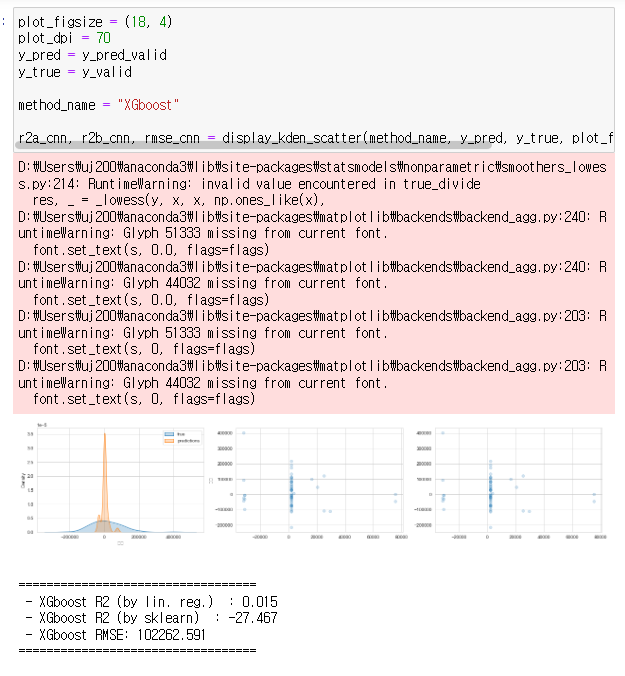 :
plot_figsize = (18, 4)
plot_dpi = 70
y_pred = y_pred_valid
y_true = y_valid
method_name = "XGboost"
r2a_cnn, r2b_cnn, rmse_cnn = display_kden_scatter(method_name, y_pred, y_true, plot_f
D:₩Users₩uj200₩anaconda3₩lib₩site-packages₩statsmodels₩nonparametric₩smoothers_lowes
s.py:214: RuntimeWarning: invalid value encountered in true_divide
res, _ = _lowess(y, x, x, np.ones_like(x),
D:₩Users₩uj200₩anaconda3₩lib₩site-packages₩matplotlib₩backends₩backend_agg.py:240: R
untimeWarning: Glyph 51333 missing from current font.
font.set_text(s, 0.0, flags=flags)
D:₩Users₩uj200₩anaconda3₩lib₩site-packages₩matplotlib₩backends₩backend_agg.py:240: R
untimeWarning: Glyph 44032 missing from current font.
font.set_text(s, 0.0, flags=flags)
D:₩Users₩uj200₩anaconda3₩lib₩site-packages₩matplotlib₩backends₩backend_agg.py:203: R
untimeWarning: Glyph 51333 missing from current font.
font.set_text(s, 0, flags=flags)
D:₩Users₩uj200₩anaconda3₩lib₩site-packages₩matplotlib₩backends₩backend_agg.py:203: R
untimeWarning: Glyph 44032 missing from current font.
font.set_text(s, 0, flags=flags)
true
predictions
Density
==================================
- XGboost R2 (by lin. reg.)  : 0.015
- XGboost R2 (by sklearn)  : -27.467
- XGboost RMSE: 102262.591
==================================